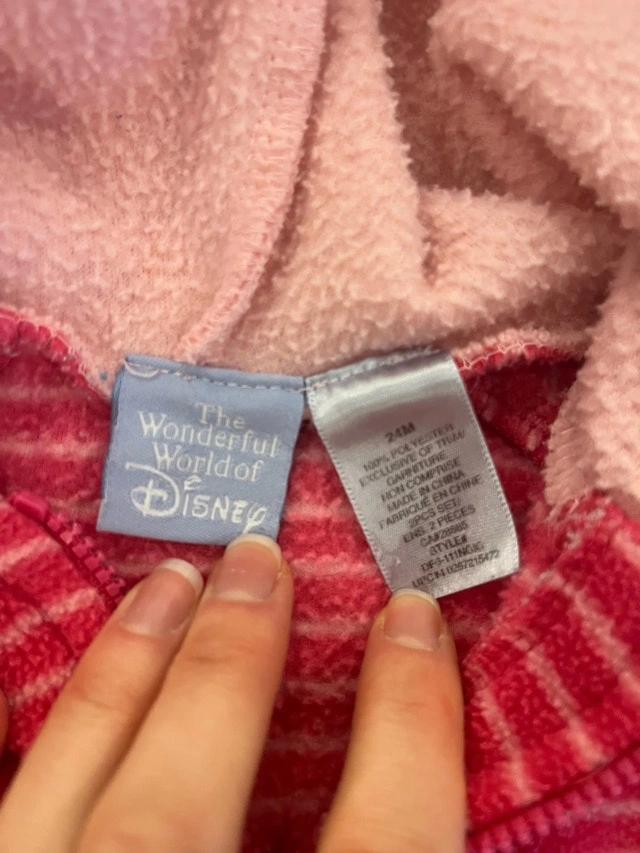 The
Wonderful
World of
Disney
24M
100% POLYESTER
EXCLUSIVE OF TRIM/
GARNITURE
NON COMPRISE
MADE IN CHINA
FABRIQUE EN CHINE
2PCS SET/
ENS. 2 PIECES
STYLE#